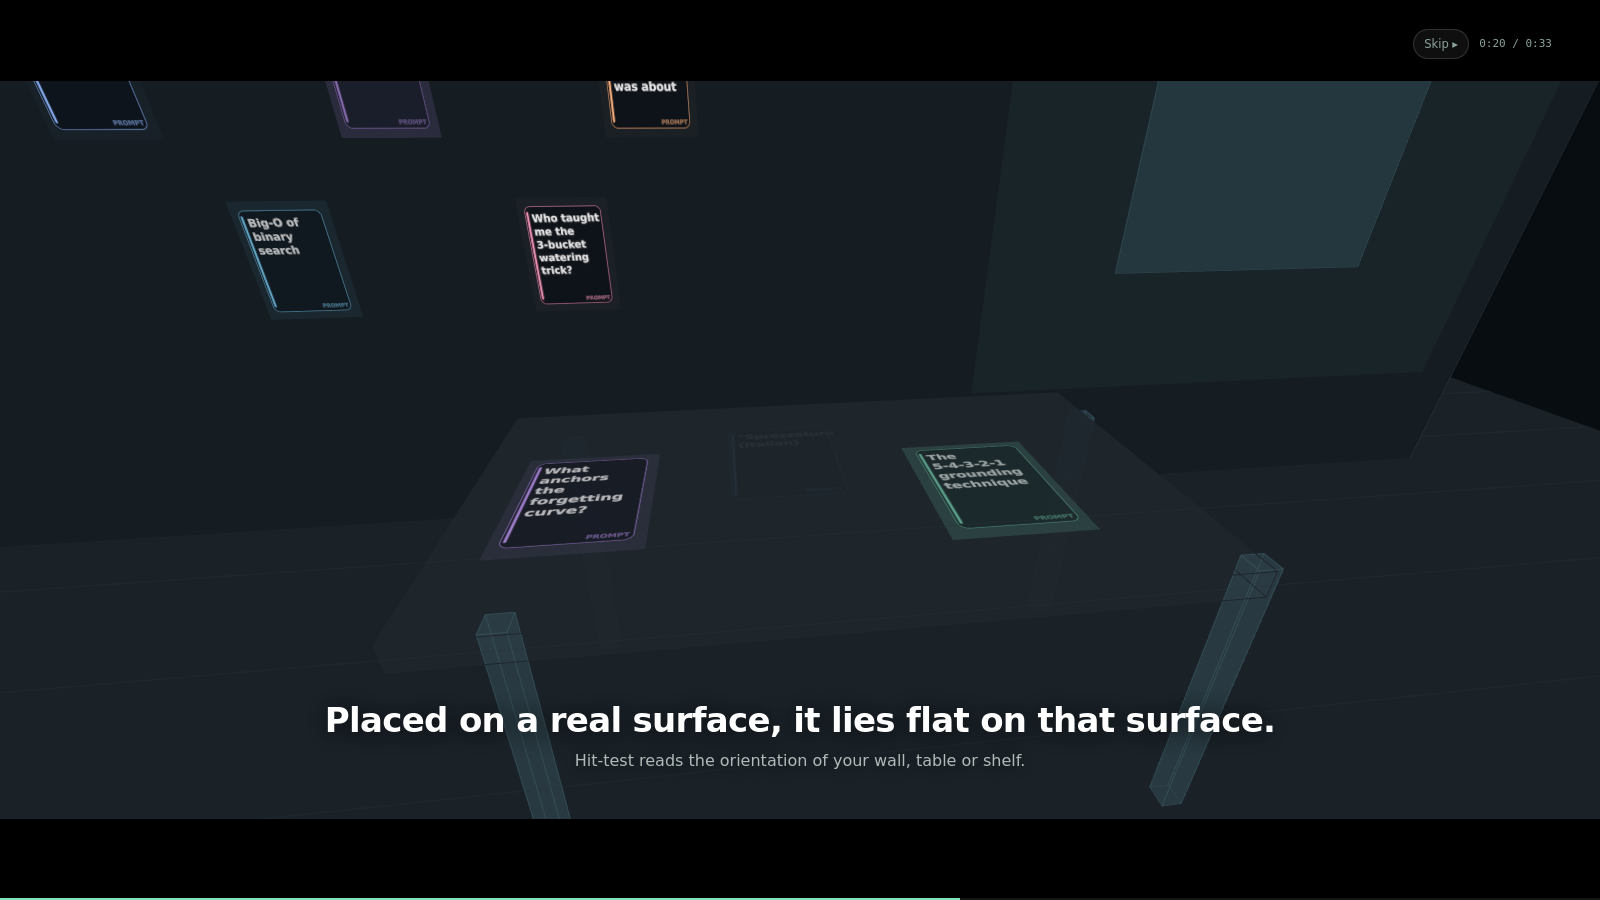 Skip ▸ 0:20 / 0:33
PROMPT
PROMPT
was about
PROMPT
Big-O of
binary
search
PROMPT
Who taught
me the
3-bucket
watering
trick?
PROMPT
What
anchors
the
forgetting
curve?
PROMPT
(Italian)
The
5-4-3-2-1
grounding
technique
PROMPT
Placed on a real surface, it lies flat on that surface.
Hit-test reads the orientation of your wall, table or shelf.